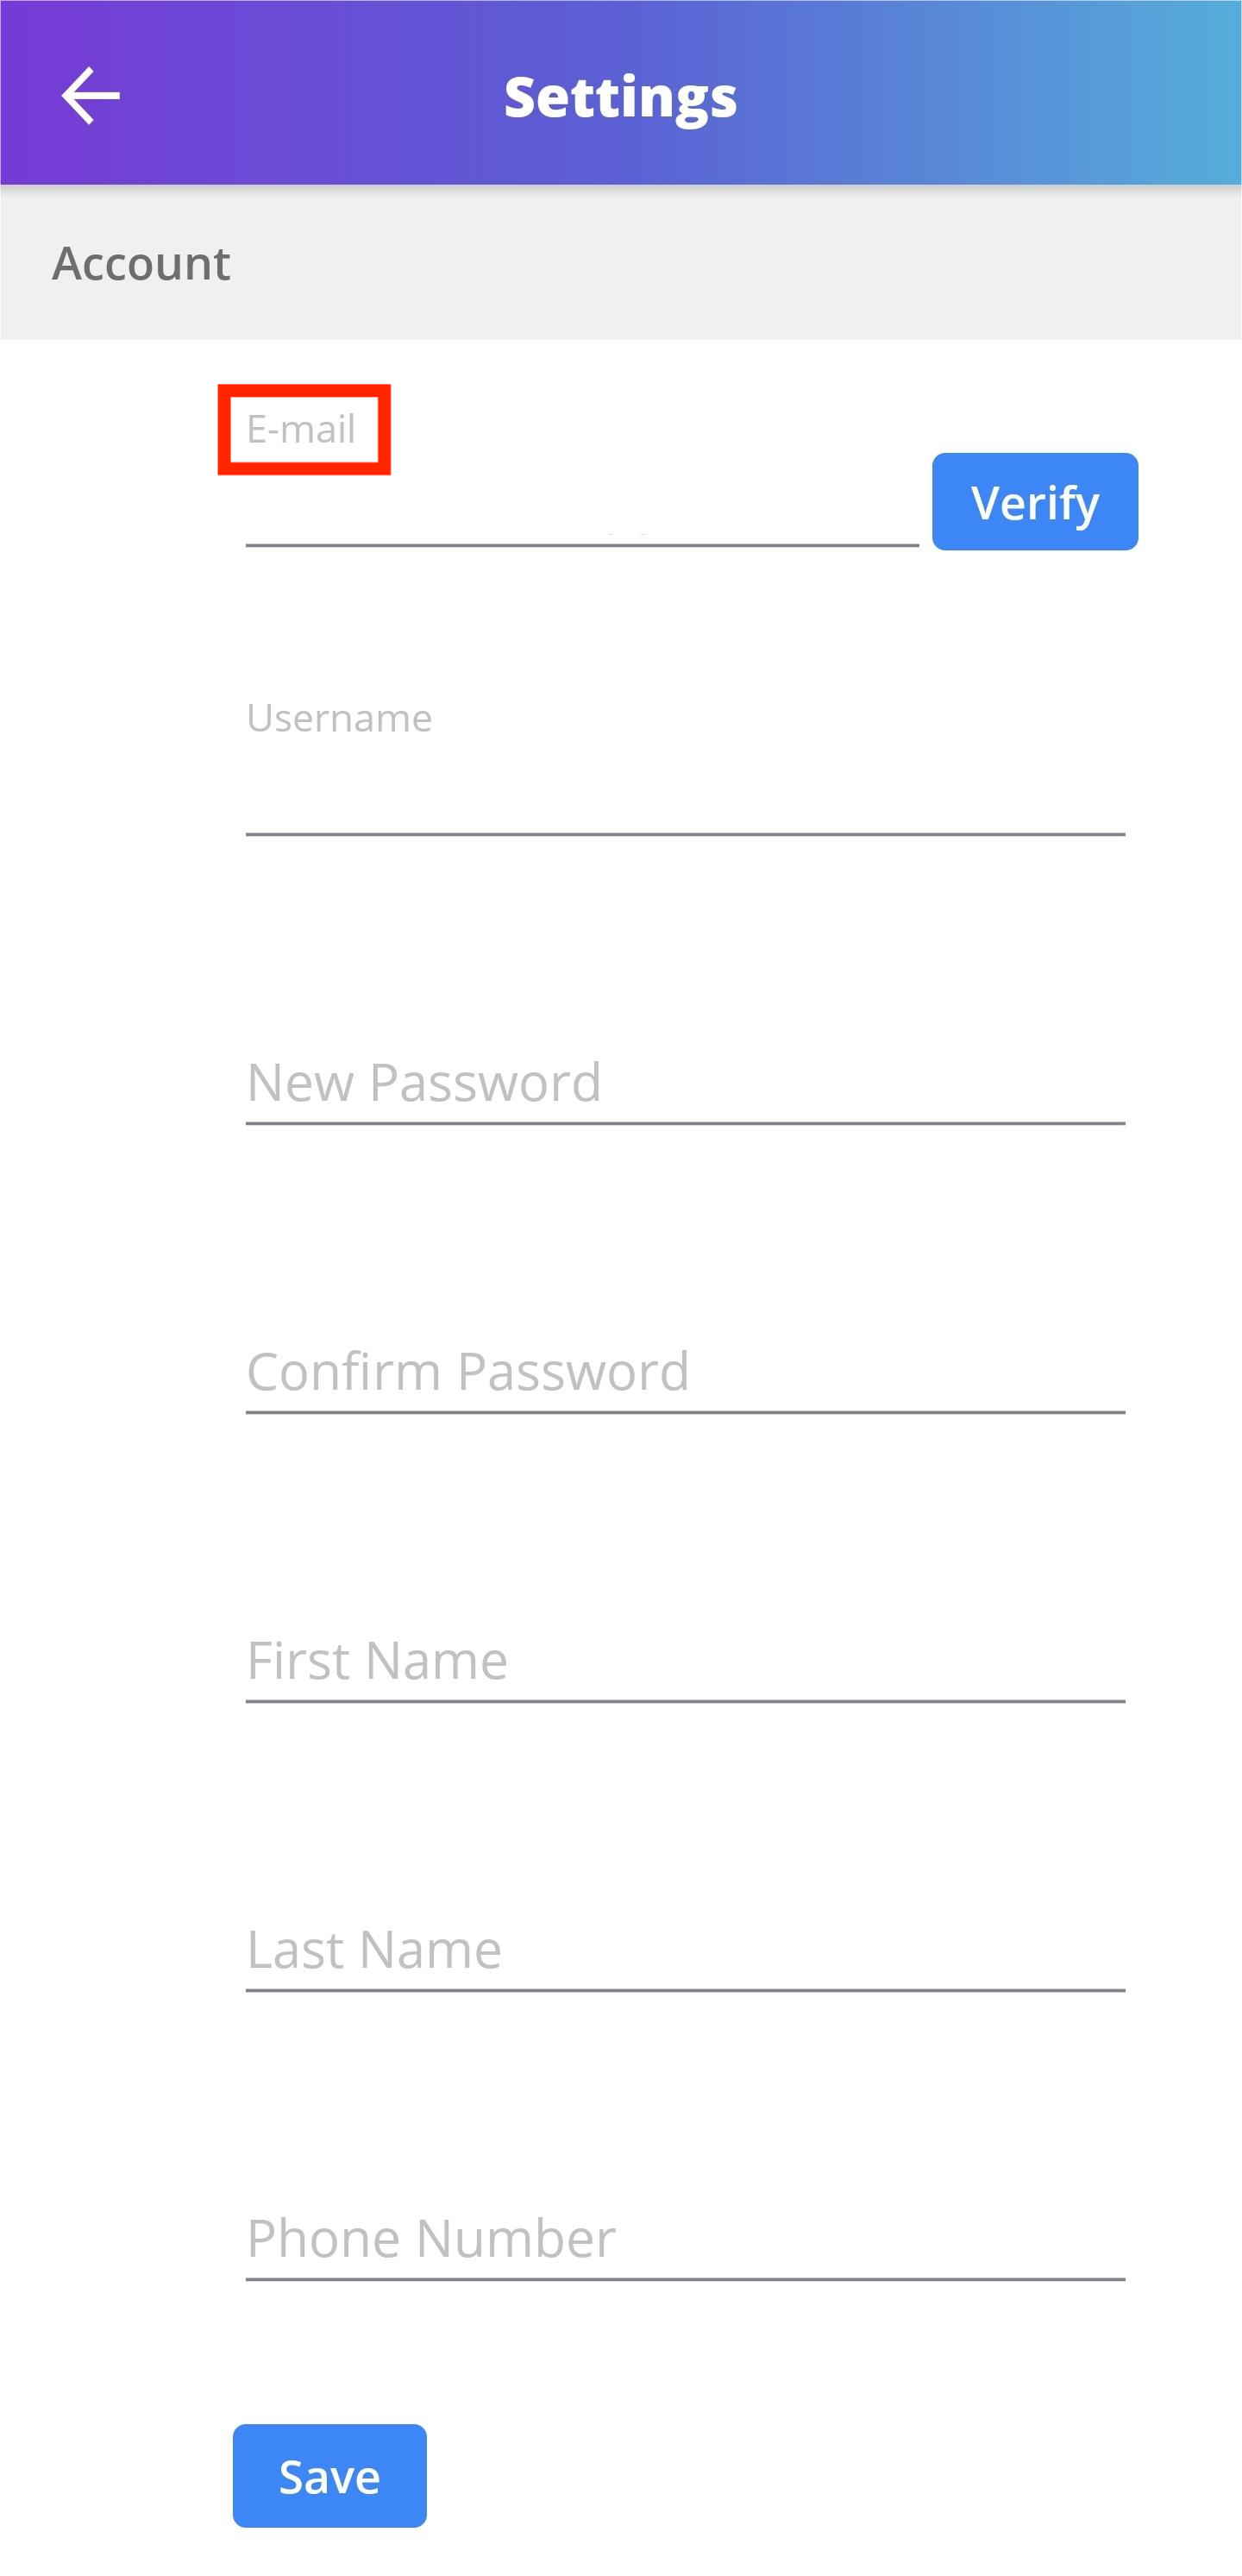 Settings
Account
E-mail
Verify
Username
New Password
Confirm Password
First Name
Last Name
Phone Number
Save